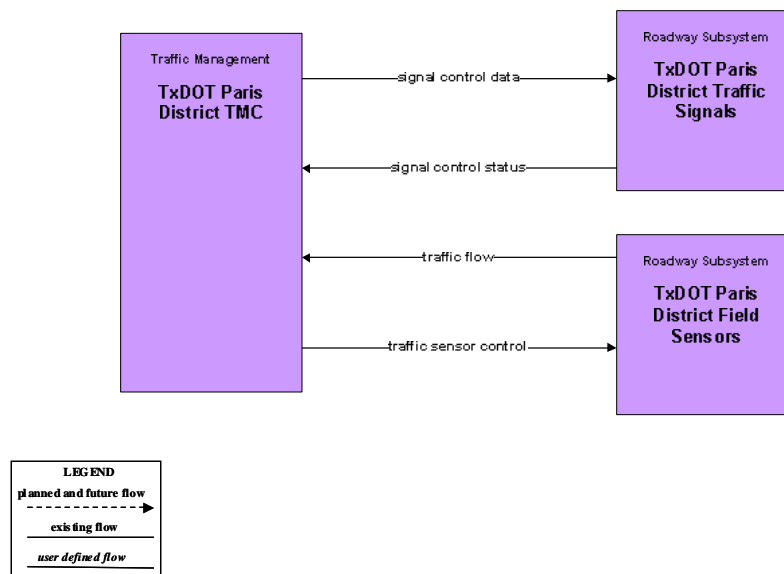 Traffic Management
TxDOT Paris
District TMC
signal control data
signal control status
traffic flow
traffic sensor control
Roadway Subsystem
TxDOT Paris
District Traffic
Signals
Roadway Subsystem
TxDOT Paris
District Field
Sensors
LEGEND
planned and future flow
existing flow
user defined flow